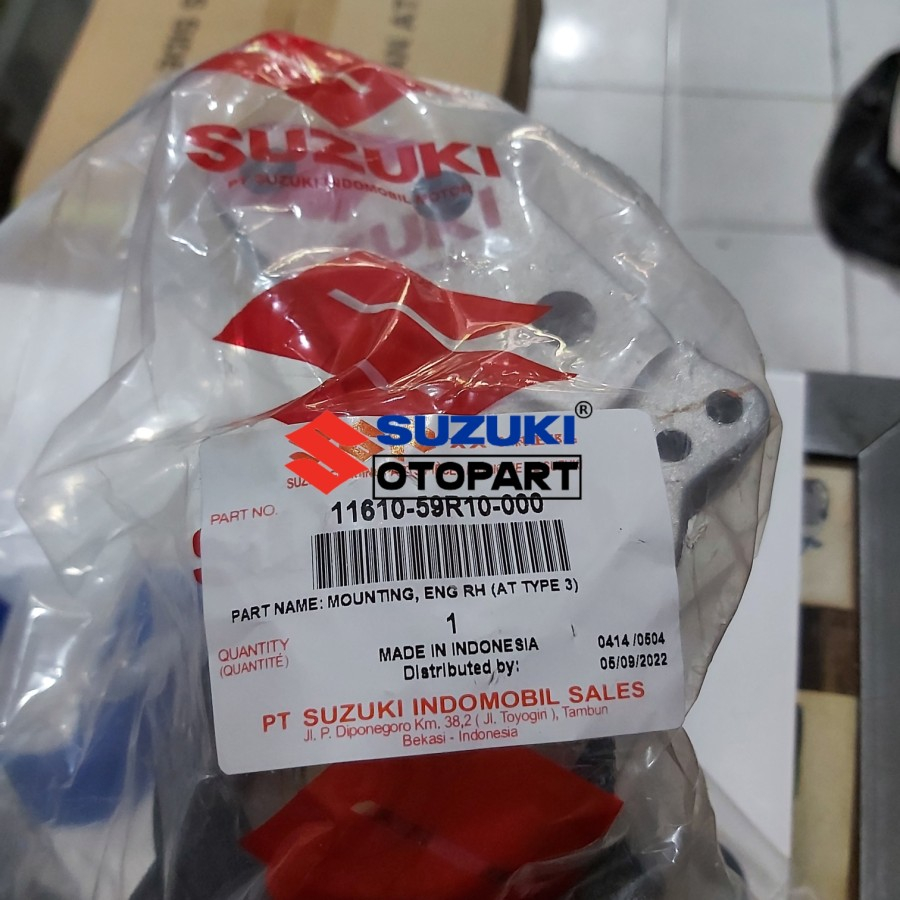 SUZUKI
PT SUZUKI INDOMOBIL MOTOR
SUZUKI
SUZUKI ®
OTOPART
PART NO. 11610-59R10-000
PART NAME: MOUNTING, ENG RH (AT TYPE 3)
1
QUANTITY
(QUANTITÉ)
MADE IN INDONESIA
Distributed by:
0414 /0504
05/09/2022
PT SUZUKI INDOMOBIL SALES
Jl. P. Diponegoro Km. 38,2 ( Jl. Toyogiri ), Tambun
Bekasi - Indonesia